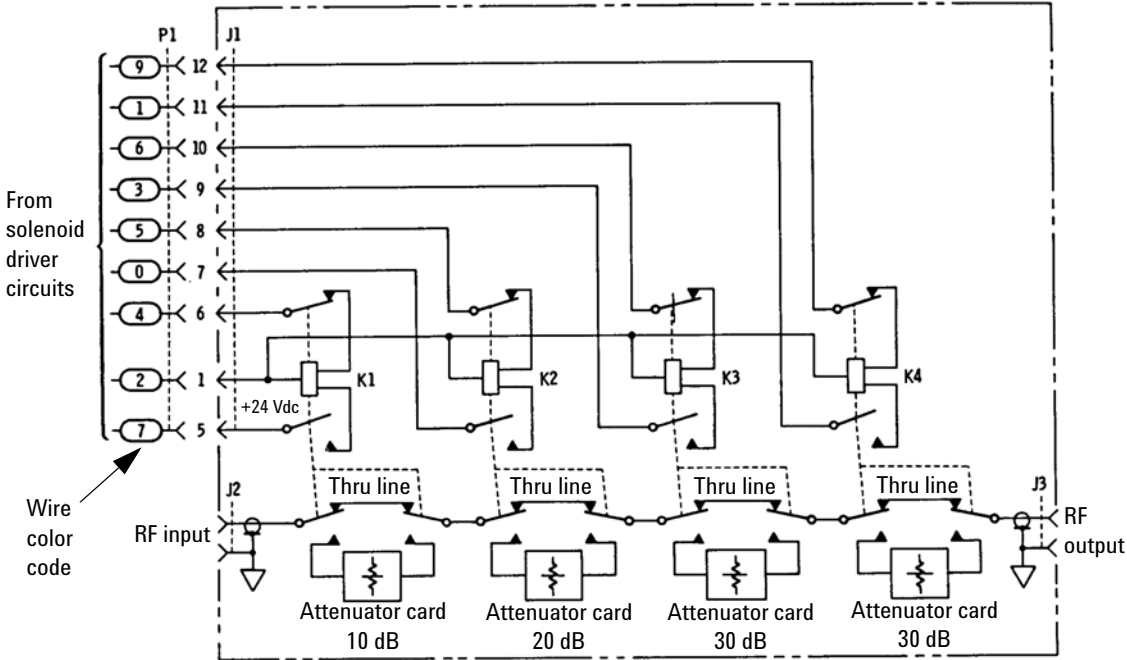 P1 J1
9 12
1 11
6 10
3 9
5 8
0 7
4 6
2 1
7 5
From
solenoid
driver
circuits
K1 K2 K3 K4
+24 Vdc
Wire
color
code
J2
RF input
Thru line Thru line Thru line Thru line
J3
RF
output
Attenuator card
10 dB
Attenuator card
20 dB
Attenuator card
30 dB
Attenuator card
30 dB